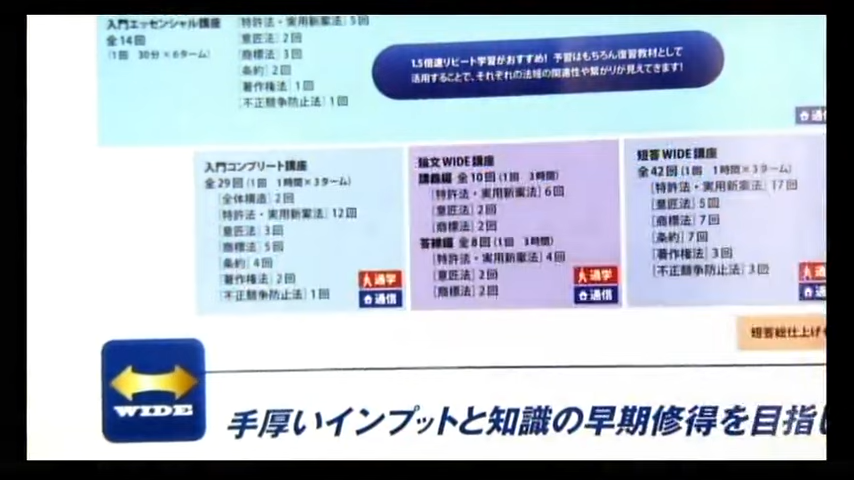 入門エッセンシャル講座
全14回
(1回 30分×6ターム)
[特許法・実用新案法] 5回
[意匠法] 2回
[商標法] 3回
[条約] 2回
[著作権法] 1回
[不正競争防止法] 1回
1.5倍速リピート学習がおすすめ! 予習はもちろん復習教材として
活用することで、それぞれの法域の関連性や繋がりが見えてきます!
通信
入門コンプリート講座
全29回(1回 1時間×3ターム)
[全体構造] 2回
[特許法・実用新案法] 12回
[意匠法] 3回
[商標法] 5回
[条約] 4回
[著作権法] 2回
[不正競争防止法] 1回
通学
通信
論文WIDE講座
講義編 全10回(1回 3時間)
[特許法・実用新案法] 6回
[意匠法] 2回
[商標法] 2回
答練編 全8回(1回 3時間)
[特許法・実用新案法] 4回
[意匠法] 2回
[商標法] 2回
通学
通信
短答WIDE講座
全42回(1回 1時間×3ターム)
[特許法・実用新案法] 17回
[意匠法] 5回
[商標法] 7回
[条約] 7回
[著作権法] 3回
[不正競争防止法] 3回
通
通
短答総仕上げ
WIDE
手厚いインプットと知識の早期修得を目指し